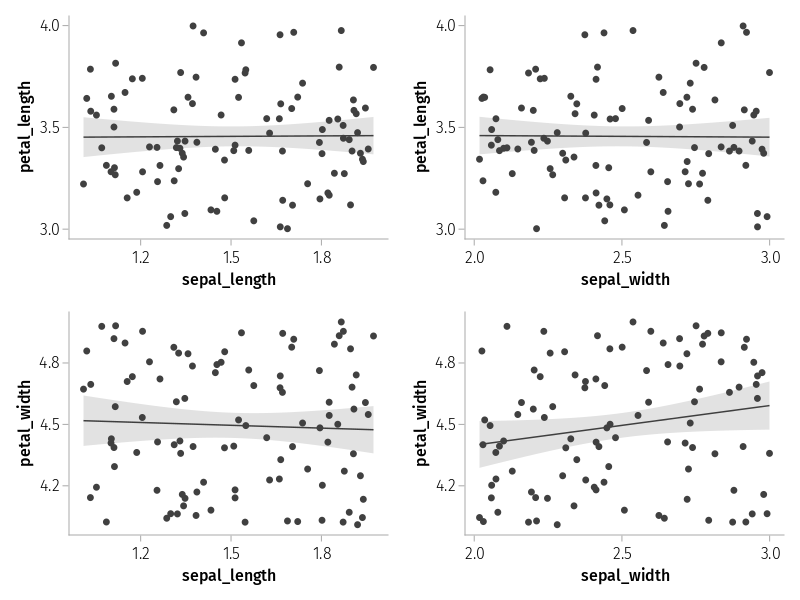 4.0
3.5
3.0
petal_length
1.2 1.5 1.8
sepal_length
4.0
3.5
3.0
petal_length
2.0 2.5 3.0
sepal_width
4.8
4.5
4.2
petal_width
1.2 1.5 1.8
sepal_length
4.8
4.5
4.2
petal_width
2.0 2.5 3.0
sepal_width